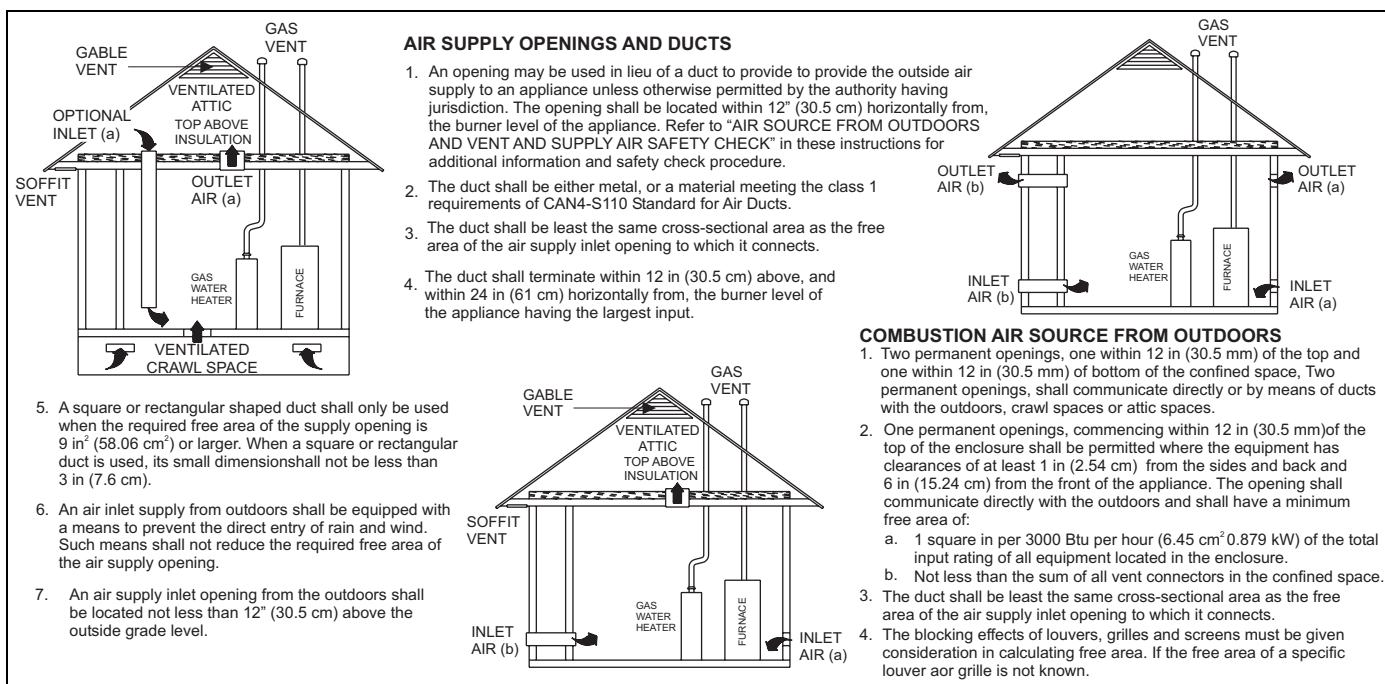 GABLE
VENT
GAS
VENT
VENTILATED
ATTIC
OPTIONAL
INLET (a)
TOP ABOVE
INSULATION
SOFFIT
VENT
OUTLET
AIR (a)
GAS
WATER
HEATER
FURNACE
VENTILATED
CRAWL SPACE
AIR SUPPLY OPENINGS AND DUCTS
1. An opening may be used in lieu of a duct to provide to provide the outside air
supply to an appliance unless otherwise permitted by the authority having
jurisdiction. The opening shall be located within 12” (30.5 cm) horizontally from,
the burner level of the appliance. Refer to “AIR SOURCE FROM OUTDOORS
AND VENT AND SUPPLY AIR SAFETY CHECK” in these instructions for
additional information and safety check procedure.
2. The duct shall be either metal, or a material meeting the class 1
requirements of CAN4-S110 Standard for Air Ducts.
3. The duct shall be least the same cross-sectional area as the free
area of the air supply inlet opening to which it connects.
4. The duct shall terminate within 12 in (30.5 cm) above, and
within 24 in (61 cm) horizontally from, the burner level of
the appliance having the largest input.
5. A square or rectangular shaped duct shall only be used
when the required free area of the supply opening is
9 in² (58.06 cm²) or larger. When a square or rectangular
duct is used, its small dimensionshall not be less than
3 in (7.6 cm).
6. An air inlet supply from outdoors shall be equipped with
a means to prevent the direct entry of rain and wind.
Such means shall not reduce the required free area of
the air supply opening.
7. An air supply inlet opening from the outdoors shall
be located not less than 12” (30.5 cm) above the
outside grade level.
GABLE
VENT
GAS
VENT
VENTILATED
ATTIC
TOP ABOVE
INSULATION
SOFFIT
VENT
GAS
WATER
HEATER
FURNACE
INLET
AIR (b)
INLET
AIR (a)
GAS
VENT
OUTLET
AIR (b)
OUTLET
AIR (a)
GAS
WATER
HEATER
FURNACE
INLET
AIR (b)
INLET
AIR (a)
COMBUSTION AIR SOURCE FROM OUTDOORS
1. Two permanent openings, one within 12 in (30.5 mm) of the top and
one within 12 in (30.5 mm) of bottom of the confined space, Two
permanent openings, shall communicate directly or by means of ducts
with the outdoors, crawl spaces or attic spaces.
2. One permanent openings, commencing within 12 in (30.5 mm)of the
top of the enclosure shall be permitted where the equipment has
clearances of at least 1 in (2.54 cm) from the sides and back and
6 in (15.24 cm) from the front of the appliance. The opening shall
communicate directly with the outdoors and shall have a minimum
free area of:
a. 1 square in per 3000 Btu per hour (6.45 cm² 0.879 kW) of the total
input rating of all equipment located in the enclosure.
b. Not less than the sum of all vent connectors in the confined space.
3. The duct shall be least the same cross-sectional area as the free
area of the air supply inlet opening to which it connects.
4. The blocking effects of louvers, grilles and screens must be given
consideration in calculating free area. If the free area of a specific
louver aor grille is not known.